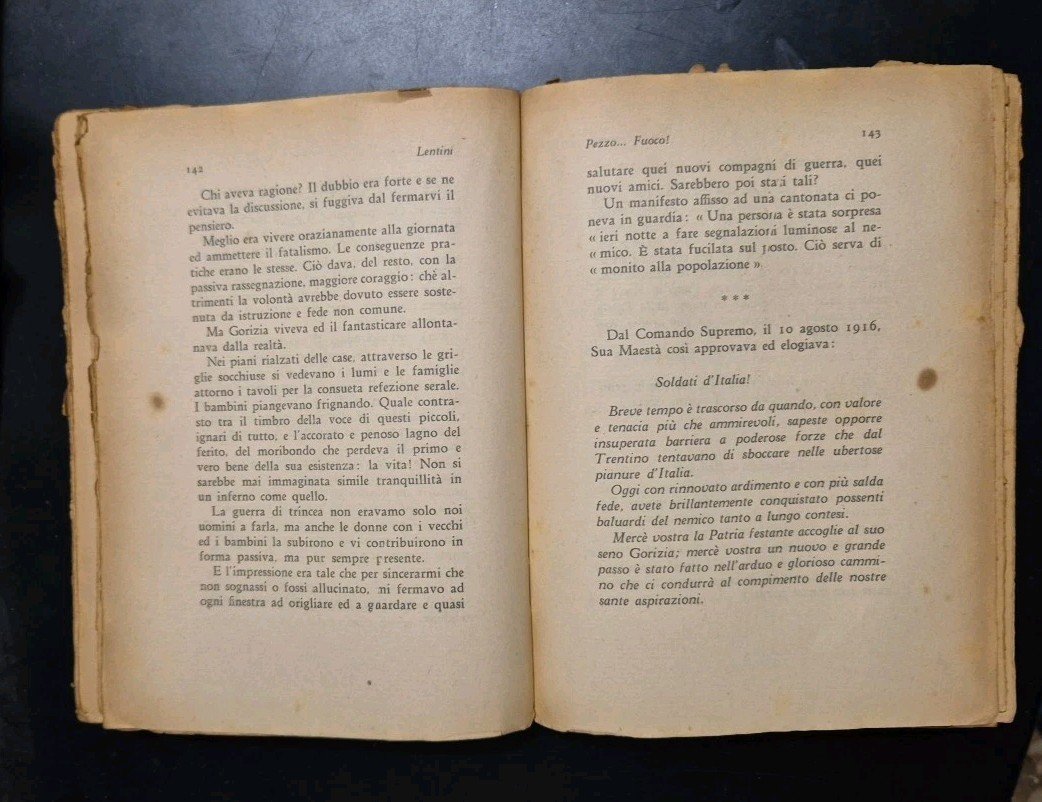 142
Lentini
Chi aveva ragione? Il dubbio era forte e se ne
evitava la discussione, si fuggiva dal fermarvi il
pensiero.
Meglio era vivere orazianamente alla giornata
ed ammettere il fatalismo. Le conseguenze pra-
tiche erano le stesse. Ciò dava, del resto, con la
passiva rassegnazione, maggiore coraggio: chè al-
trimenti la volontà avrebbe dovuto essere soste-
nuta da istruzione e fede non comune.
Ma Gorizia viveva ed il fantasticare allonta-
nava dalla realtà.
Nei piani rialzati delle case, attraverso le gri-
glie socchiuse si vedevano i lumi e le famiglie
attorno i tavoli per la consueta refezione serale.
I bambini piangevano frignando. Quale contra-
sto tra il timbro della voce di questi piccoli,
ignari di tutto, e l'accorato e penoso lagno del
ferito, del moribondo che perdeva il primo e
vero bene della sua esistenza: la vita! Non si
sarebbe mai immaginata simile tranquillità in
un inferno come quello.
La guerra di trincea non eravamo solo noi
uomini a farla, ma anche le donne con i vecchi
ed i bambini la subirono e vi contribuirono in
forma passiva, ma pur sempre presente.
E l'impressione era tale che per sincerarmi che
non sognassi o fossi allucinato, mi fermavo ad
ogni finestra ad origliare ed a guardare e quasi
Pezzo... Fuoco!
143
salutare quei nuovi compagni di guerra, quei
nuovi amici. Sarebbero poi stati tali?
Un manifesto affisso ad una cantonata ci po-
neva in guardia: « Una persona è stata sorpresa
« ieri notte a fare segnalazioni luminose al ne-
« mico. È stata fucilata sul posto. Ciò serva di
« monito alla popolazione ».
* * *
Dal Comando Supremo, il 10 agosto 1916,
Sua Maestà così approvava ed elogiava:
Soldati d'Italia!
Breve tempo è trascorso da quando, con valore
e tenacia più che ammirevoli, sapeste opporre
insuperata barriera a poderose forze che dal
Trentino tentavano di sboccare nelle ubertose
pianure d'Italia.
Oggi con rinnovato ardimento e con più salda
fede, avete brillantemente conquistato possenti
baluardi del nemico tanto a lungo contesi.
Mercè vostra la Patria festante accoglie al suo
seno Gorizia; mercè vostra un nuovo e grande
passo è stato fatto nell'arduo e glorioso cammi-
no che ci condurrà al compimento delle nostre
sante aspirazioni.